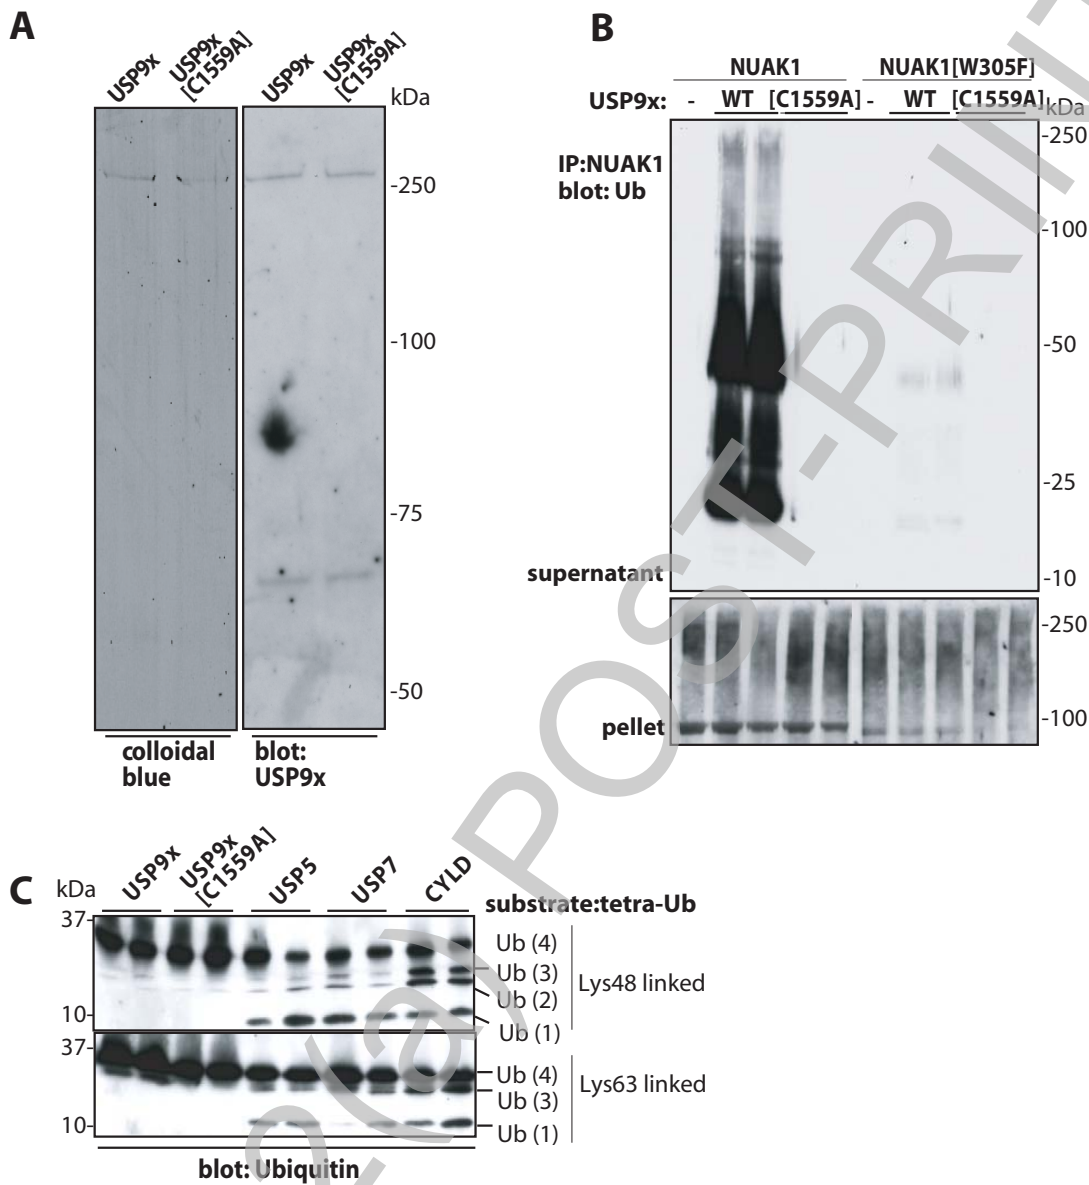 A
USP9x
USP9x
[C1559A]
USP9x
USP9x
[C1559A]
kDa
-250
-100
-75
-50
colloidal
blue
blot:
USP9x
B
NUAK1
NUAK1[W305F]
USP9x:
-
WT
[C1559A]
-
WT
[C1559A]
kDa
IP:NUAK1
blot: Ub
-250
-100
-50
-25
-10
supernatant
-250
-100
pellet
C
kDa
USP9x
USP9x
[C1559A]
USP5
USP7
CYLD
substrate:tetra-Ub
37-
10-
Ub (4)
Ub (3)
Ub (2)
Ub (1)
Lys48 linked
37-
10-
Ub (4)
Ub (3)
Ub (1)
Lys63 linked
blot: Ubiquitin
2(a) POST-PRINT